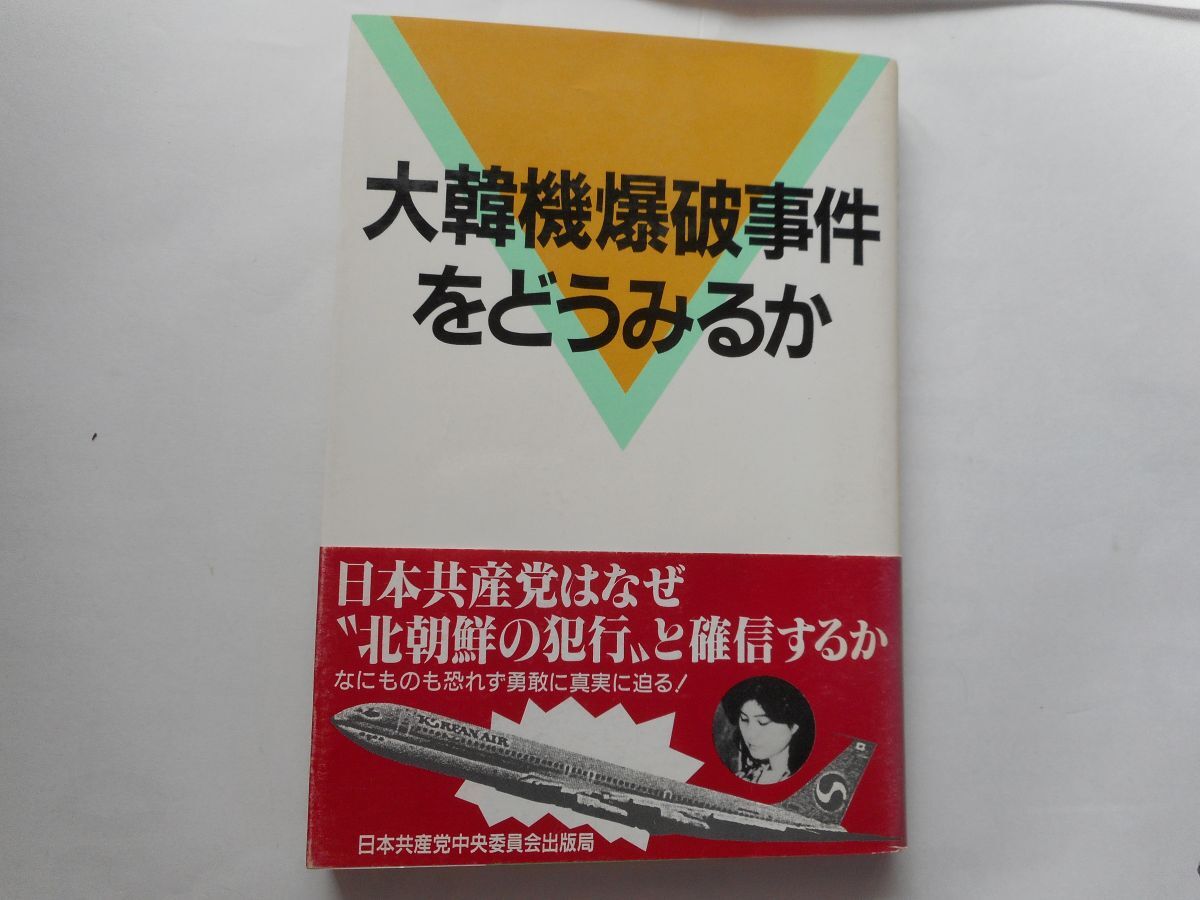 大韓機爆破事件
をどうみるか
日本共産党はなぜ
〝北朝鮮の犯行〟と確信するか
なにものも恐れず勇敢に真実に迫る!
KOREAN AIR
日本共産党中央委員会出版局